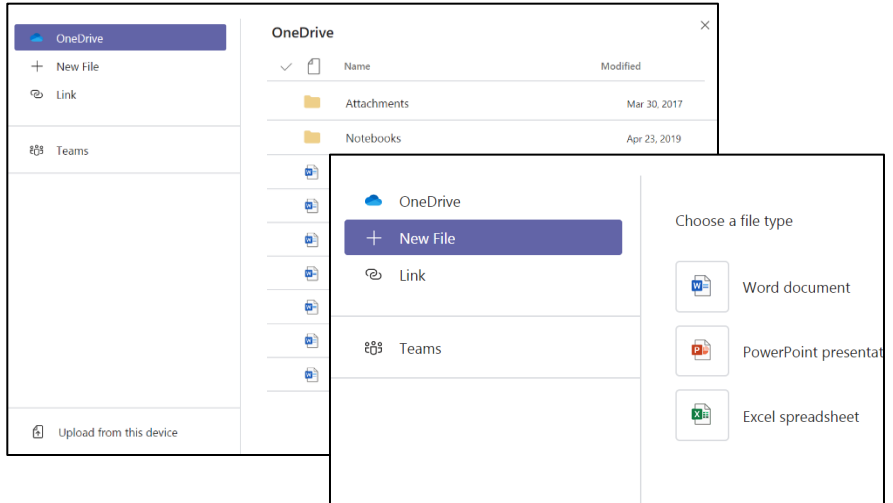 OneDrive
New File
Link
Teams
Upload from this device
OneDrive
Name Modified
Attachments Mar 30, 2017
Notebooks Apr 23, 2019
OneDrive
New File
Link
Teams
Choose a file type
Word document
PowerPoint presentat
Excel spreadsheet